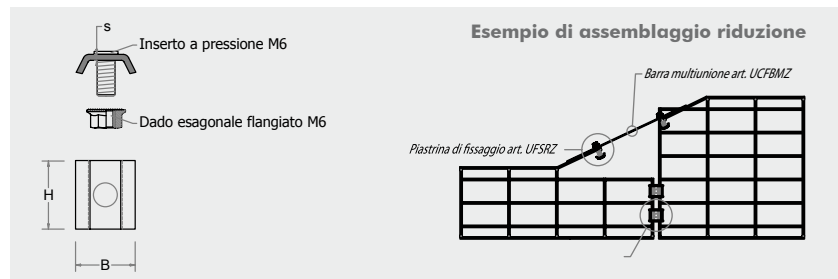 s
Inserto a pressione M6
Dado esagonale flangiato M6
H
B
Esempio di assemblaggio riduzione
Barra multiunione art. UCFBMZ
Piastrina di fissaggio art. UFSRZ